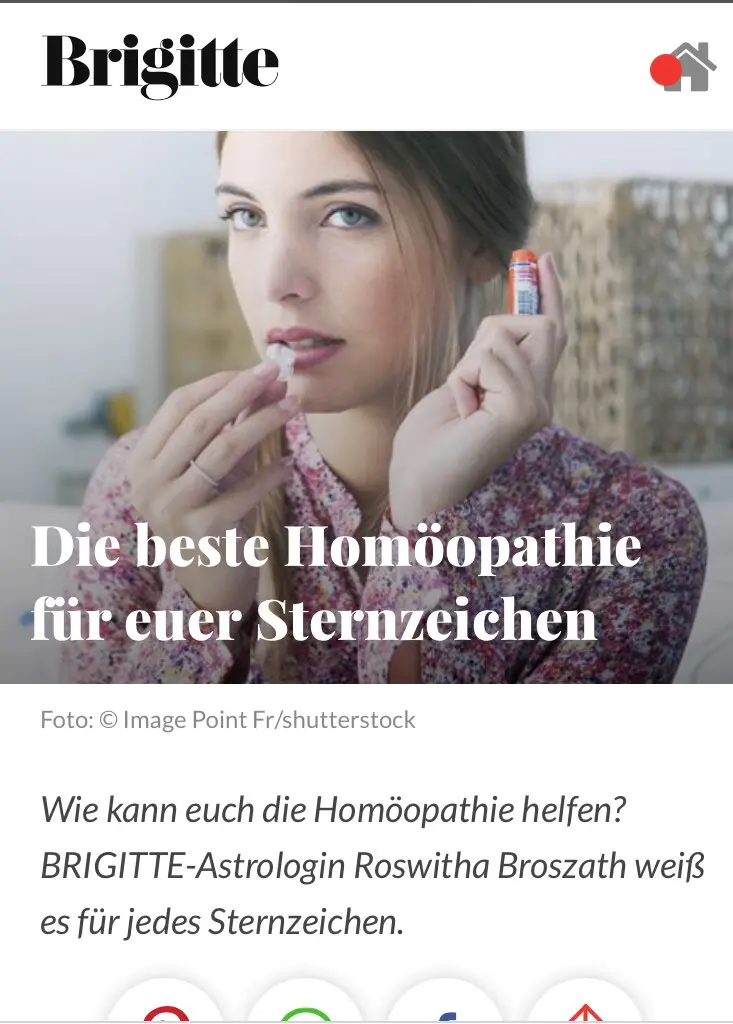 Brigitte
Die beste Homöopathie
für euer Sternzeichen
Foto: © Image Point Fr/shutterstock
Wie kann euch die Homöopathie helfen?
BRIGITTE-Astrologin Roswitha Broszath weiß
es für jedes Sternzeichen.